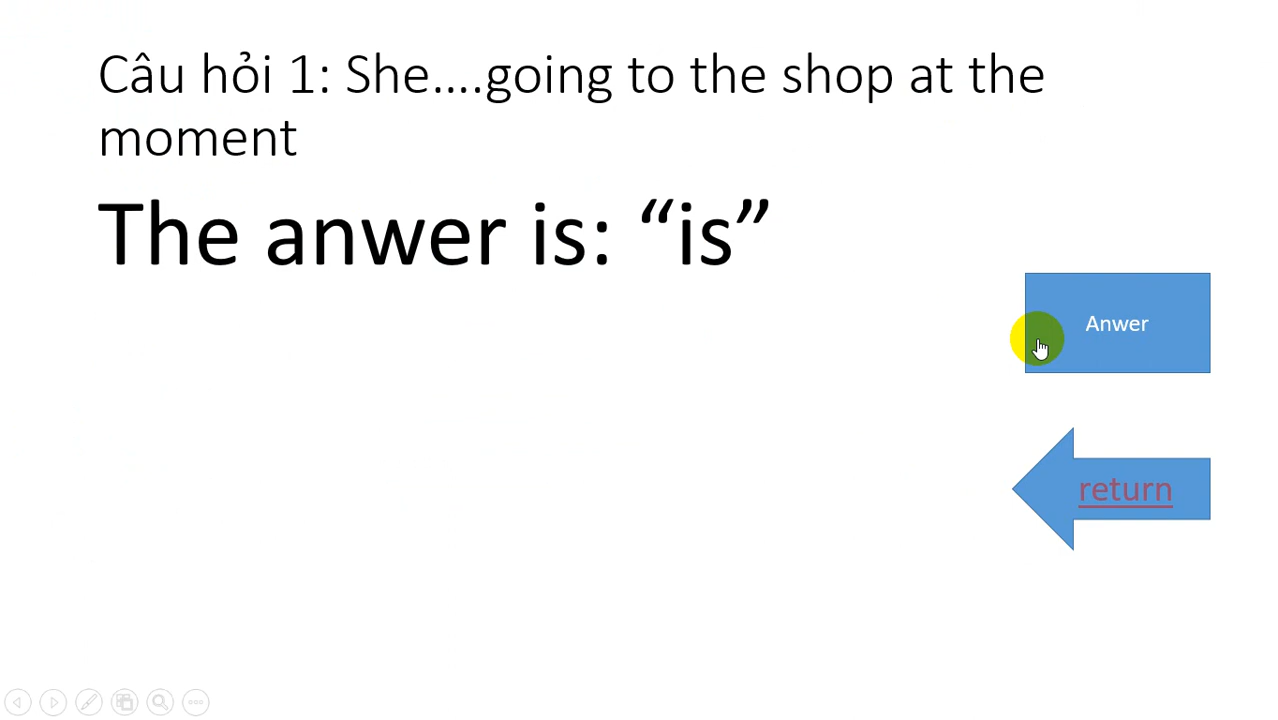 Câu hỏi 1: She....going to the shop at the
moment
The anwer is: “is”
Anwer
return